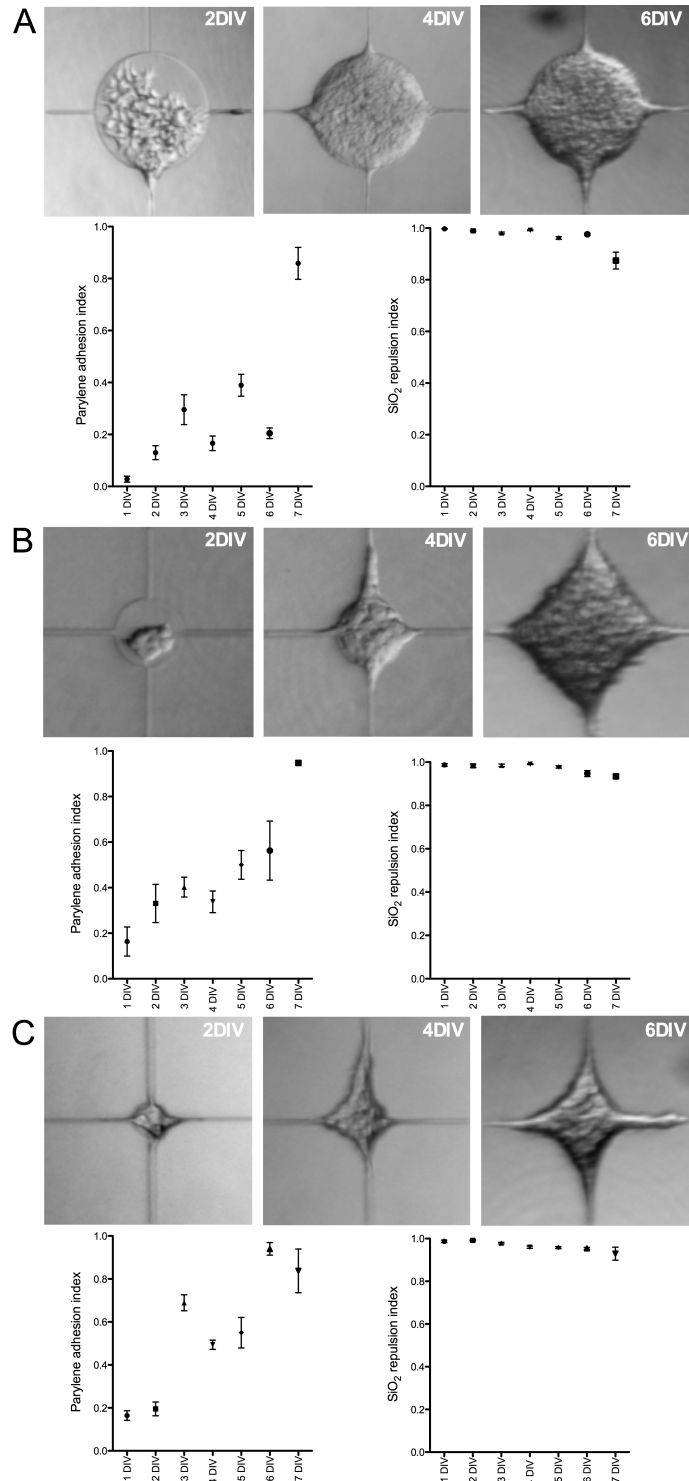 A
2DIV
4DIV
6DIV
Parylene adhesion index
1.0
0.8
0.6
0.4
0.2
0.0
1 DIV
2 DIV
3 DIV
4 DIV
5 DIV
6 DIV
7 DIV
SiO₂ repulsion index
1.0
0.8
0.6
0.4
0.2
0.0
1 DIV
2 DIV
3 DIV
4 DIV
5 DIV
6 DIV
7 DIV
B
2DIV
4DIV
6DIV
Parylene adhesion index
1.0
0.8
0.6
0.4
0.2
0.0
1 DIV
2 DIV
3 DIV
4 DIV
5 DIV
6 DIV
7 DIV
SiO₂ repulsion index
1.0
0.8
0.6
0.4
0.2
0.0
1 DIV
2 DIV
3 DIV
4 DIV
5 DIV
6 DIV
7 DIV
C
2DIV
4DIV
6DIV
Parylene adhesion index
1.0
0.8
0.6
0.4
0.2
0.0
1 DIV
2 DIV
3 DIV
4 DIV
5 DIV
6 DIV
7 DIV
SiO₂ repulsion index
1.0
0.8
0.6
0.4
0.2
0.0
1 DIV
2 DIV
3 DIV
DIV
5 DIV
6 DIV
7 DIV